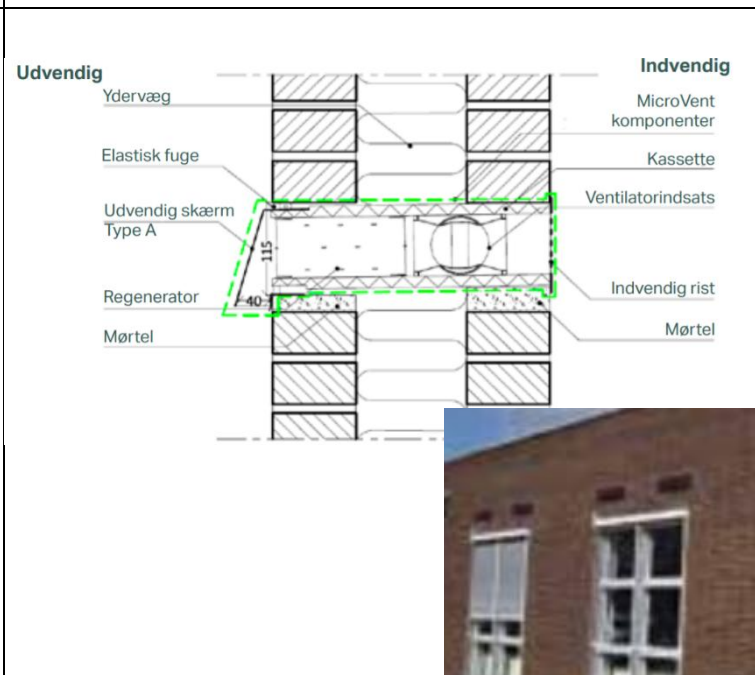 Udvendig
Indvendig
Ydervæg
MicroVent
komponenter
Elastisk fuge
Kassette
Udvendig skærm
Type A
Ventilatorindsats
115
Regenerator
40
Indvendig rist
Mørtel
Mørtel